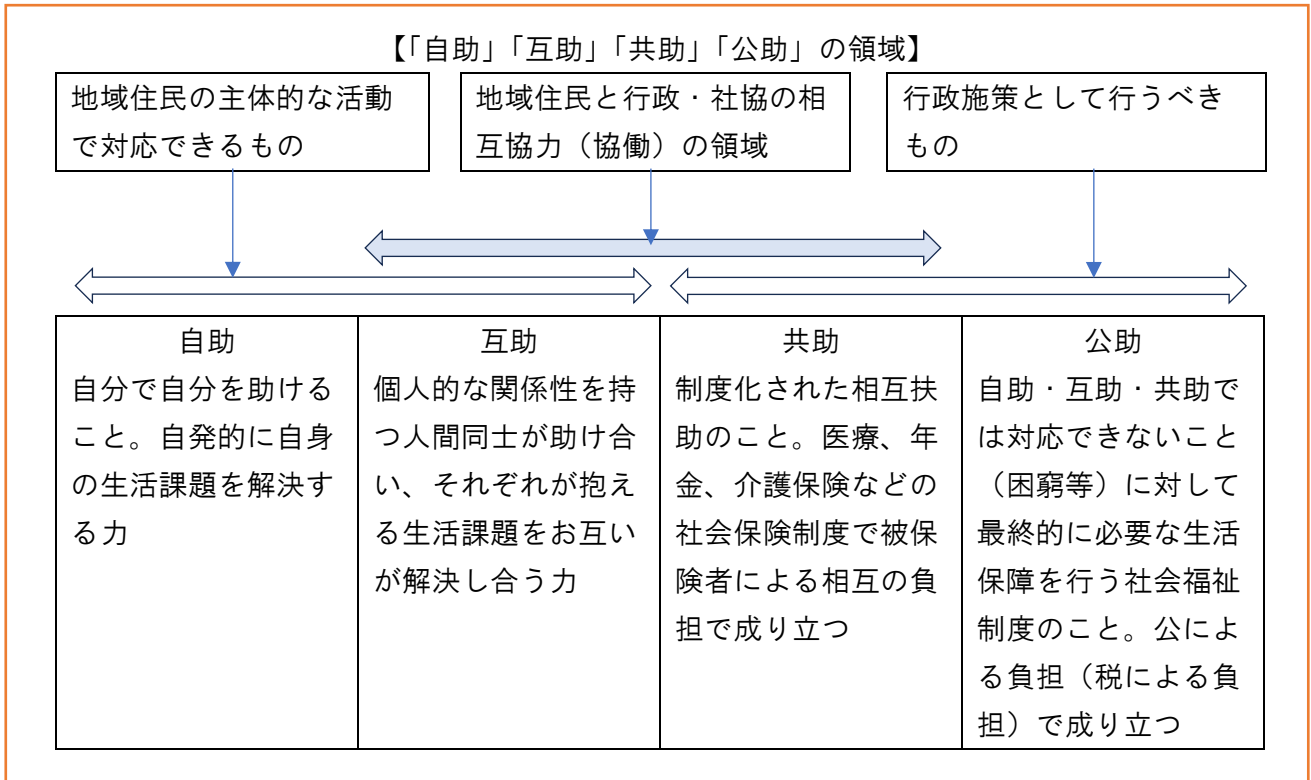 【「自助」「互助」「共助」「公助」の領域】
地域住民の主体的な活動
で対応できるもの
地域住民と行政・社協の相
互協力（協働）の領域
行政施策として行うべき
もの
自助
自分で自分を助ける
こと。自発的に自身
の生活課題を解決す
る力
互助
個人的な関係性を持
つ人間同士が助け合
い、それぞれが抱え
る生活課題をお互い
が解決し合う力
共助
制度化された相互扶
助のこと。医療、年
金、介護保険などの
社会保険制度で被保
険者による相互の負
担で成り立つ
公助
自助・互助・共助で
は対応できないこと
（困窮等）に対して
最終的に必要な生活
保障を行う社会福祉
制度のこと。公によ
る負担（税による負
担）で成り立つ